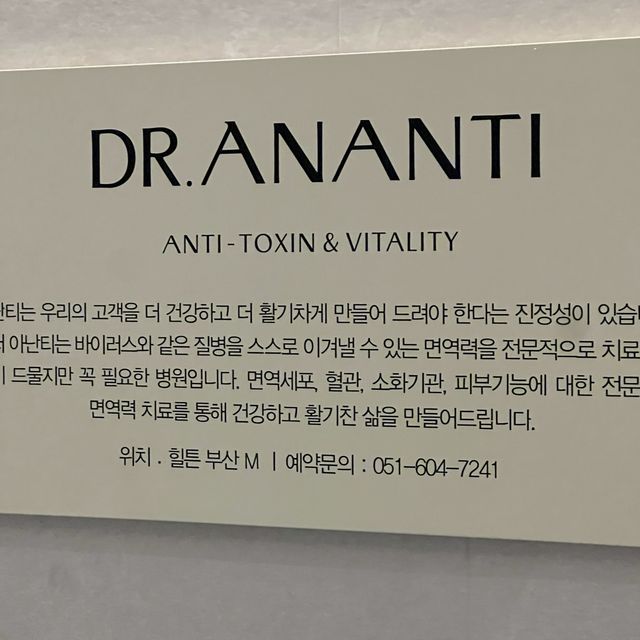 DR.ANANTI
ANTI-TOXIN & VITALITY
우리의 고객을 더 건강하고 더 활기차게 만들어 드려야 한다는 진정성이 있습
아난티는 바이러스와 같은 질병을 스스로 이겨낼 수 있는 면역력을 전문적으로 치료
드물지만 꼭 필요한 병원입니다. 면역세포, 혈관, 소화기관, 피부기능에 대한 전문
면역력 치료를 통해 건강하고 활기찬 삶을 만들어드립니다.
위치 . 힐튼 부산 M | 예약문의 : 051-604-7241